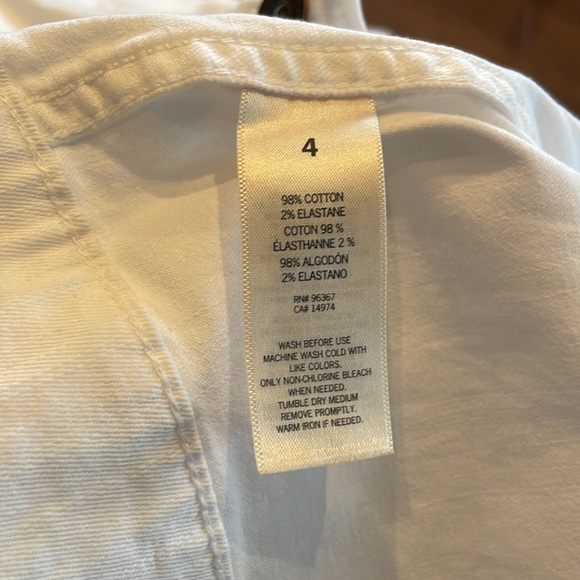 4
98% COTTON
2% ELASTANE
COTON 98 %
ÉLASTHANNE 2 %
98% ALGODÓN
2% ELASTANO
RN# 96367
CA# 14974
WASH BEFORE USE
MACHINE WASH COLD WITH
LIKE COLORS.
ONLY NON-CHLORINE BLEACH
WHEN NEEDED.
TUMBLE DRY MEDIUM
REMOVE PROMPTLY.
WARM IRON IF NEEDED.